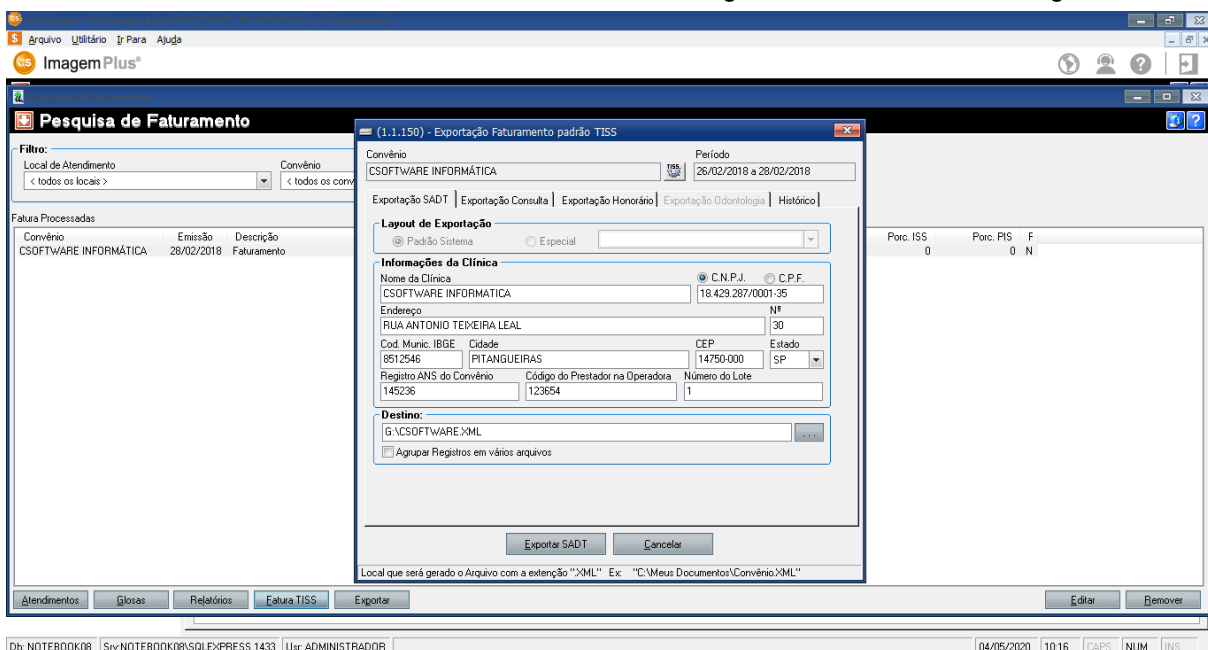 Arquivo Utilitário Ir Para Ajuda
CS ImagemPlus®
Pesquisa de Faturamento
Filtro:
Local de Atendimento Convênio
< todos os locais > < todos os conv
Fatura Processadas
Convênio Emissão Descrição Porc. ISS Porc. PIS F
CSOFTWARE INFORMÁTICA 28/02/2018 Faturamento 0 0 N
(1.1.150) - Exportação Faturamento padrão TISS
Convênio Período
CSOFTWARE INFORMÁTICA TISS 26/02/2018 a 28/02/2018
Exportação SADT Exportação Consulta Exportação Honorário Exportação Odontologia Histórico
Layout de Exportação
Padrão Sistema Especial
Informações da Clínica
Nome da Clínica C.N.P.J. C.P.F.
CSOFTWARE INFORMATICA 18.429.287/0001-35
Endereço Nº
RUA ANTONIO TEIXEIRA LEAL 30
Cod. Munic. IBGE Cidade CEP Estado
8512546 PITANGUEIRAS 14750-000 SP
Registro ANS do Convênio Código do Prestador na Operadora Número do Lote
145236 123654 1
Destino:
G:\CSOFTWARE.XML ...
Agrupar Registros em vários arquivos
Exportar SADT Cancelar
Local que será gerado o Arquivo com a extenção ".XML" Ex: "C:\Meus Documentos\Convênio.XML"
Atendimentos Glosas Relatórios Fatura TISS Exportar Editar Remover
Db: NOTEBOOK08 Srv:NOTEBOOK08\SQLEXPRESS,1433 Usr: ADMINISTRADOR 04/05/2020 10:16 CAPS NUM INS